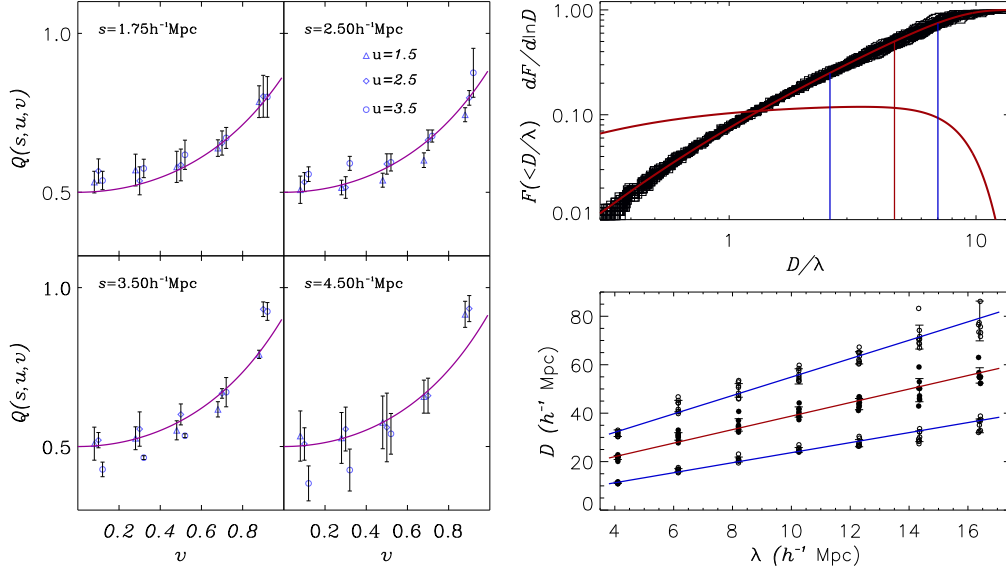 s=1.75h⁻¹Mpc
s=2.50h⁻¹Mpc
u=1.5
u=2.5
u=3.5
1.0
0.5
Q(s,u,v)
s=3.50h⁻¹Mpc
s=4.50h⁻¹Mpc
1.0
0.5
Q(s,u,v)
0.2 0.4 0.6 0.8
0.2 0.4 0.6 0.8
v
v
1.00
0.10
0.01
F(<D/λ) dF/dlnD
1 10
D/λ
80
60
40
20
0
D (h⁻¹ Mpc)
4 6 8 10 12 14 16
λ (h⁻¹ Mpc)